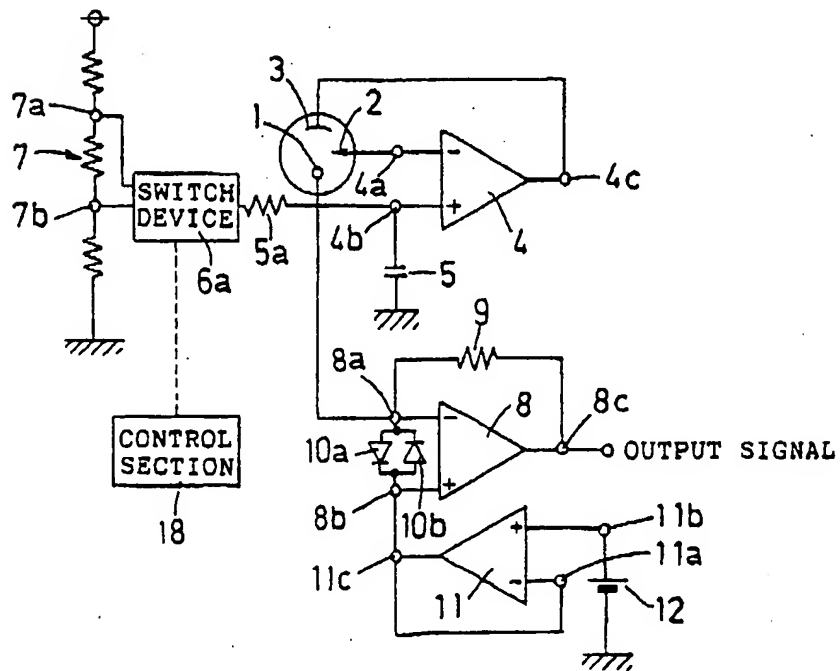 3
2
1
7a
7
7b
SWITCH
DEVICE
6a
5a
4a
-
+
4
4b
4c
5
9
8a
-
8
8c
10a
+
10b
8b
OUTPUT SIGNAL
CONTROL
SECTION
18
11b
+
11a
-
11c
11
12